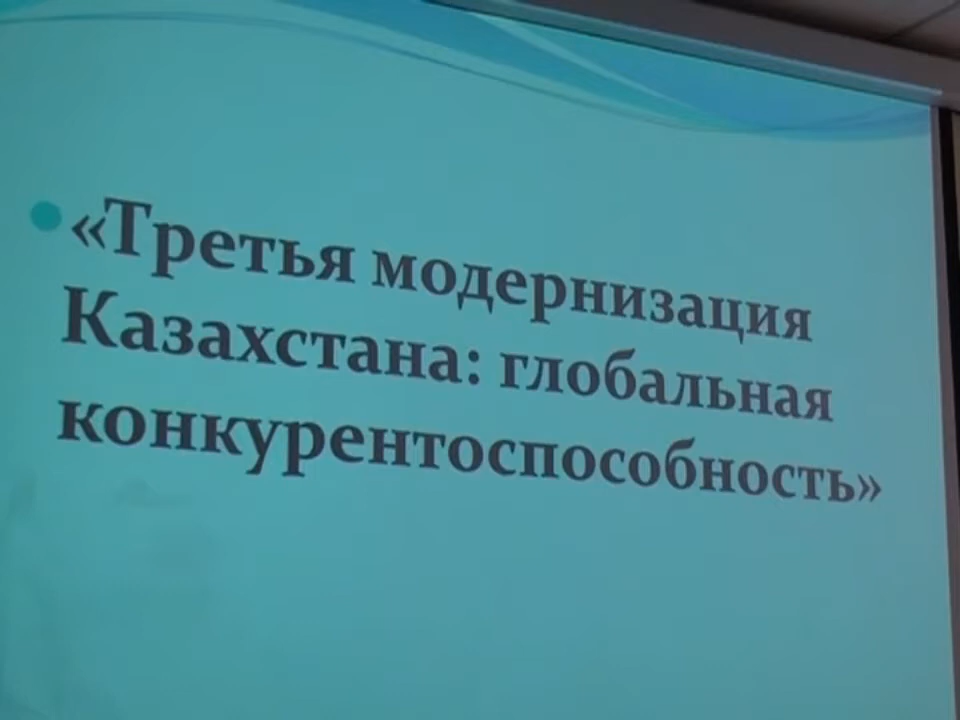 «Третья модернизация
Казахстана: глобальная
конкурентоспособность»